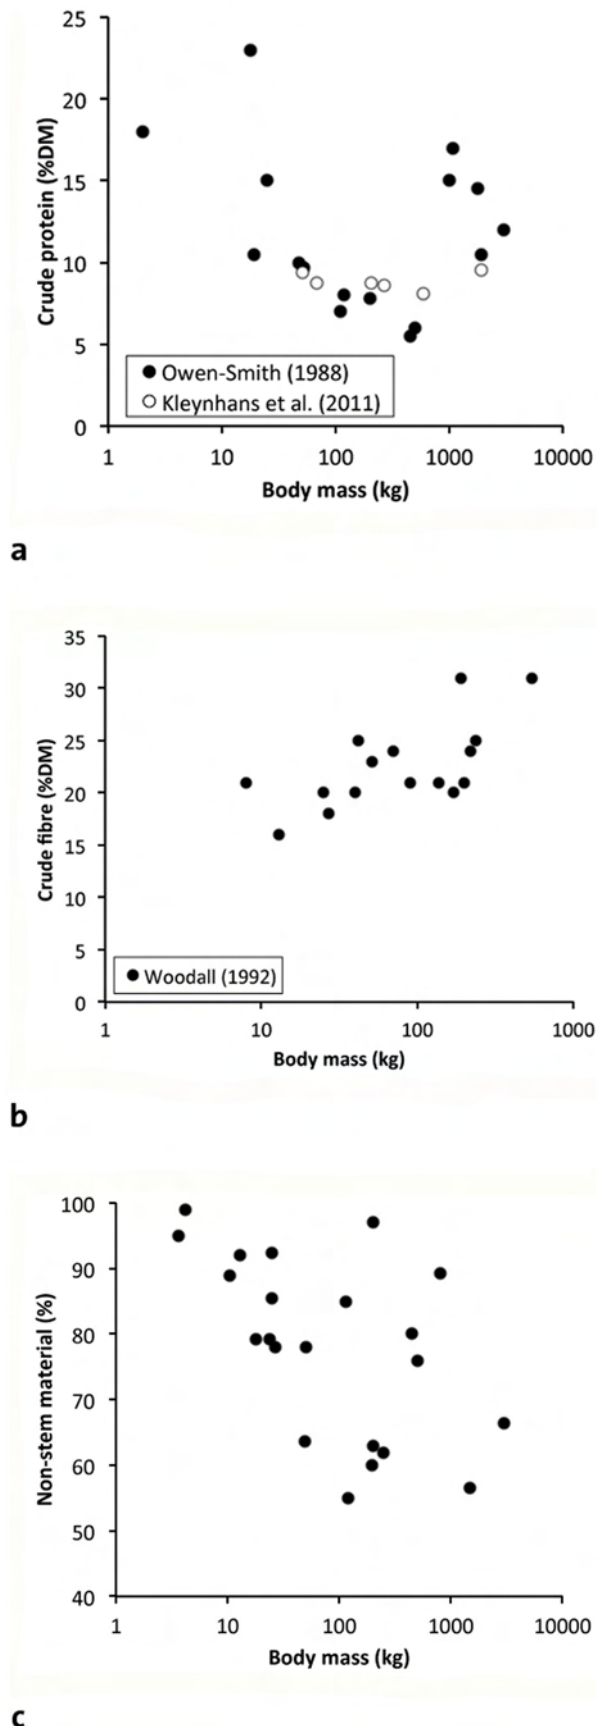 25
20
15
10
5
0
Crude protein (%DM)
Owen-Smith (1988)
Kleynhans et al. (2011)
1 10 100 1000 10000
Body mass (kg)
a
35
30
25
20
15
10
5
0
Crude fibre (%DM)
Woodall (1992)
1 10 100 1000
Body mass (kg)
b
100
90
80
70
60
50
40
Non-stem material (%)
1 10 100 1000 10000
Body mass (kg)
c